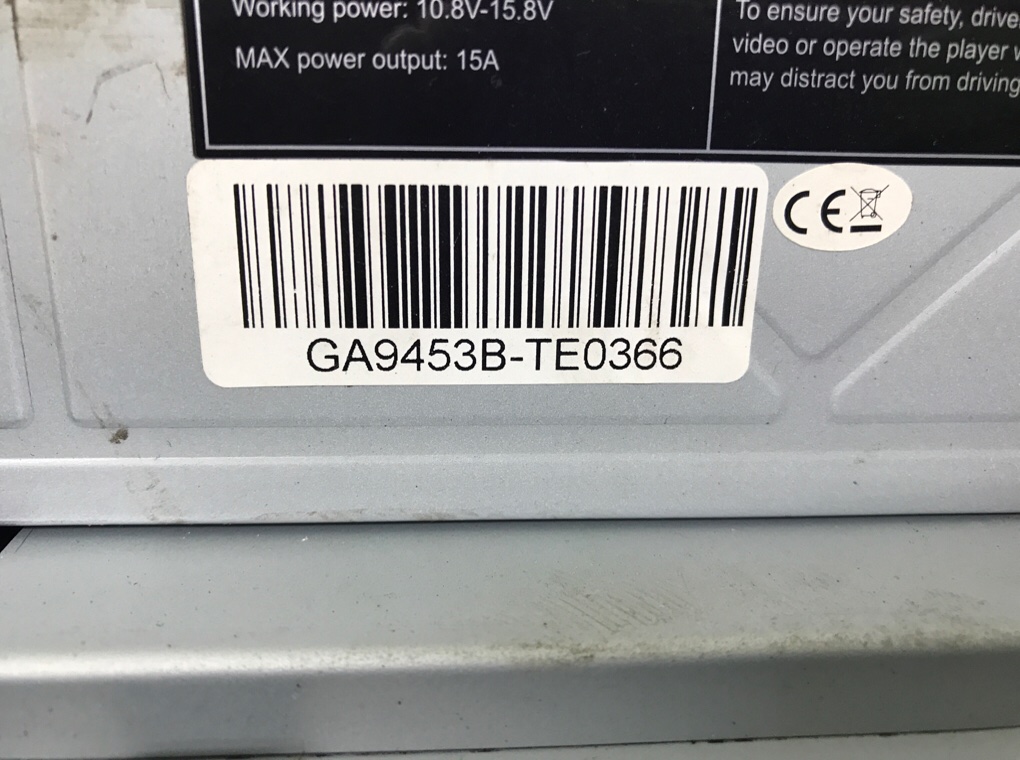 Working power: 10.8V-15.8V
MAX power output: 15A
To ensure your safety, drive
video or operate the player
may distract you from driving
GA9453B-TE0366
CE